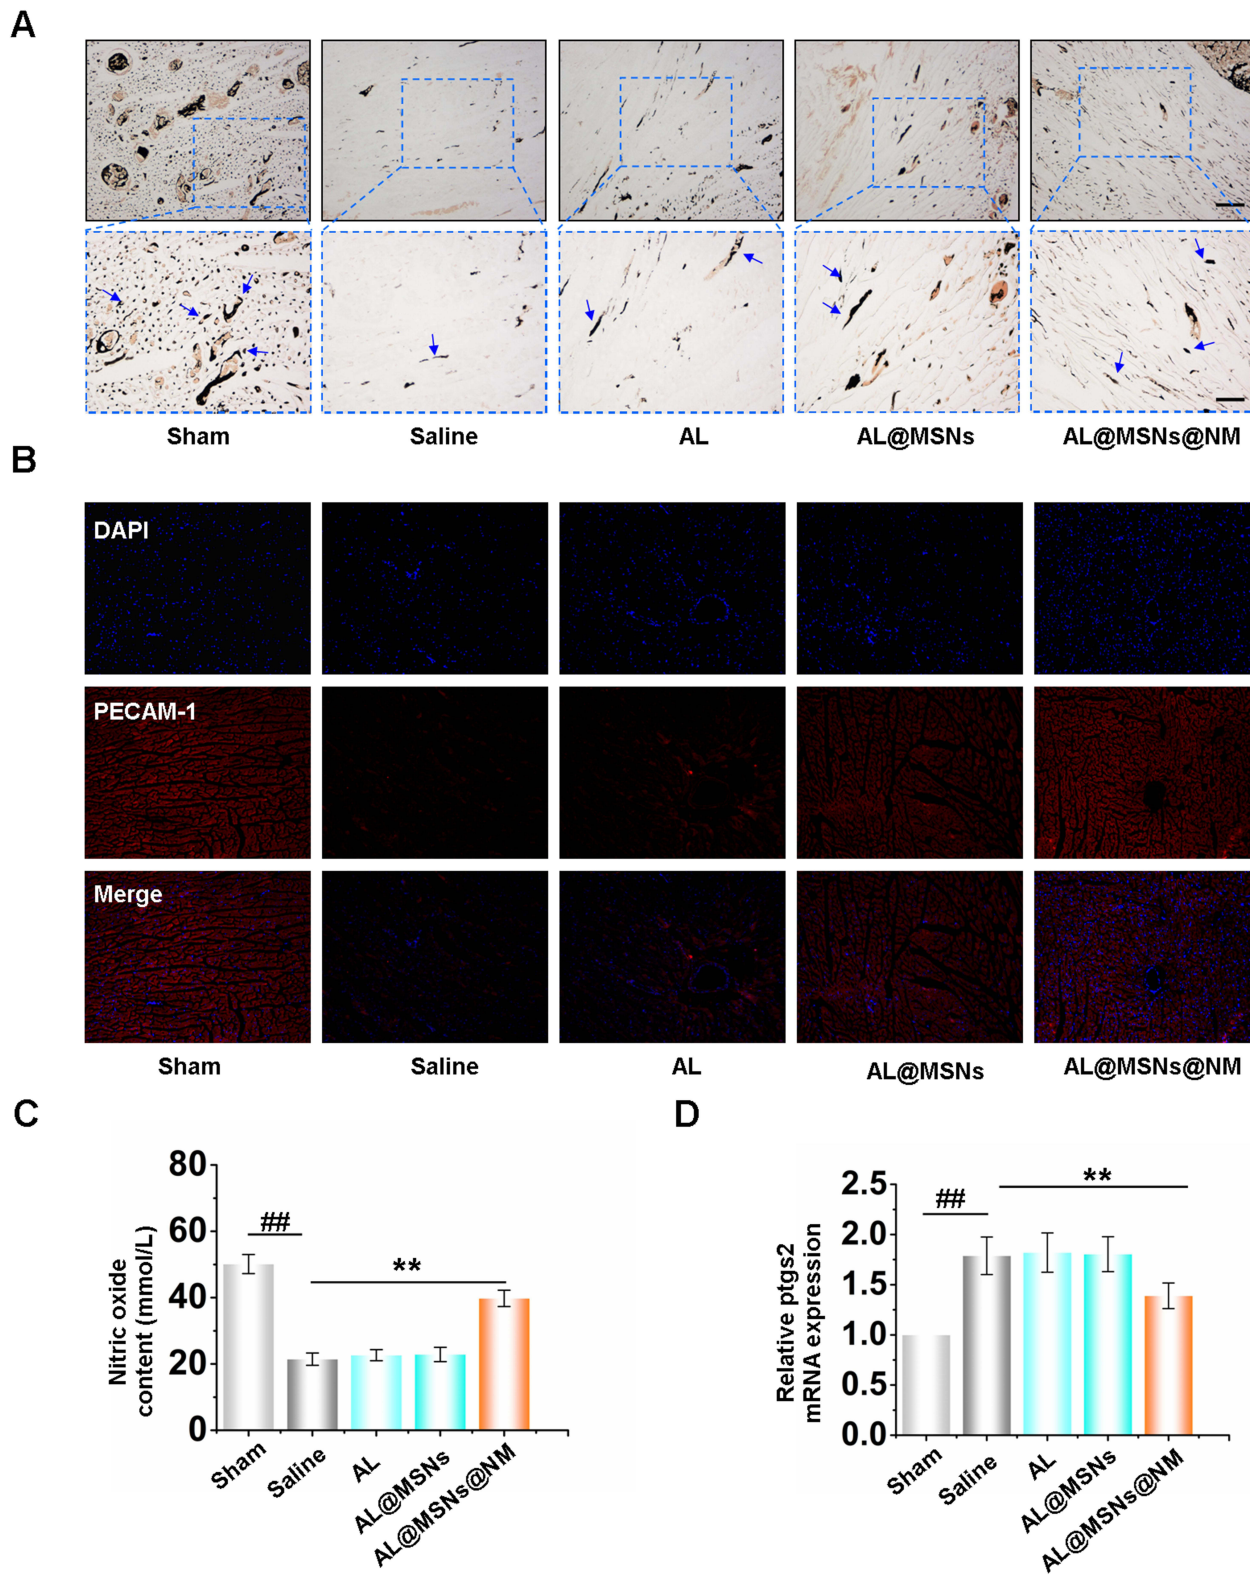 A
Sham Saline AL AL@MSNs AL@MSNs@NM
B
DAPI
PECAM-1
Merge
Sham Saline AL AL@MSNs AL@MSNs@NM
C
Nitric oxide
content (mmol/L)
80
60
40
20
0
##
**
Sham Saline AL AL@MSNs AL@MSNs@NM
D
Relative ptgs2
mRNA expression
2.5
2.0
1.5
1.0
0.5
0.0
##
**
Sham Saline AL AL@MSNs AL@MSNs@NM